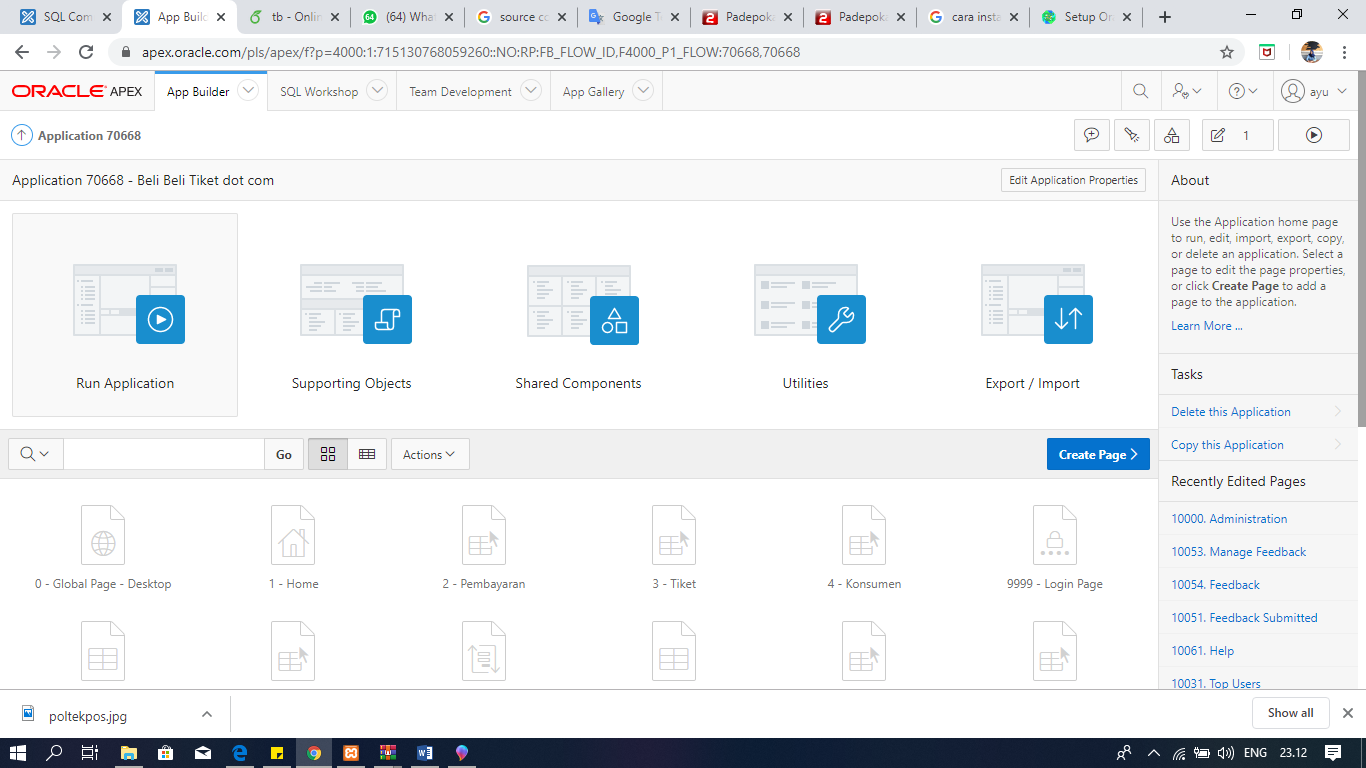 SQL Com
App Buil
tb - Onlin
(64) Wha
source co
Google T
Padepoka
Padepoka
cara insta
Setup Or
apex.oracle.com/pls/apex/f?p=4000:1:715130768059260::NO:RP:FB_FLOW_ID,F4000_P1_FLOW:70668,70668
ORACLE APEX
App Builder
SQL Workshop
Team Development
App Gallery
ayu
Application 70668
1
Application 70668 - Beli Beli Tiket dot com
Edit Application Properties
Run Application
Supporting Objects
Shared Components
Utilities
Export / Import
Go
Actions
Create Page
0 - Global Page - Desktop
1 - Home
2 - Pembayaran
3 - Tiket
4 - Konsumen
9999 - Login Page
About
Use the Application home page
to run, edit, import, export, copy,
or delete an application. Select a
page to edit the page properties,
or click Create Page to add a
page to the application.
Learn More ...
Tasks
Delete this Application
Copy this Application
Recently Edited Pages
10000. Administration
10053. Manage Feedback
10054. Feedback
10051. Feedback Submitted
10061. Help
10031. Top Users
poltekpos.jpg
Show all
ENG
23.12